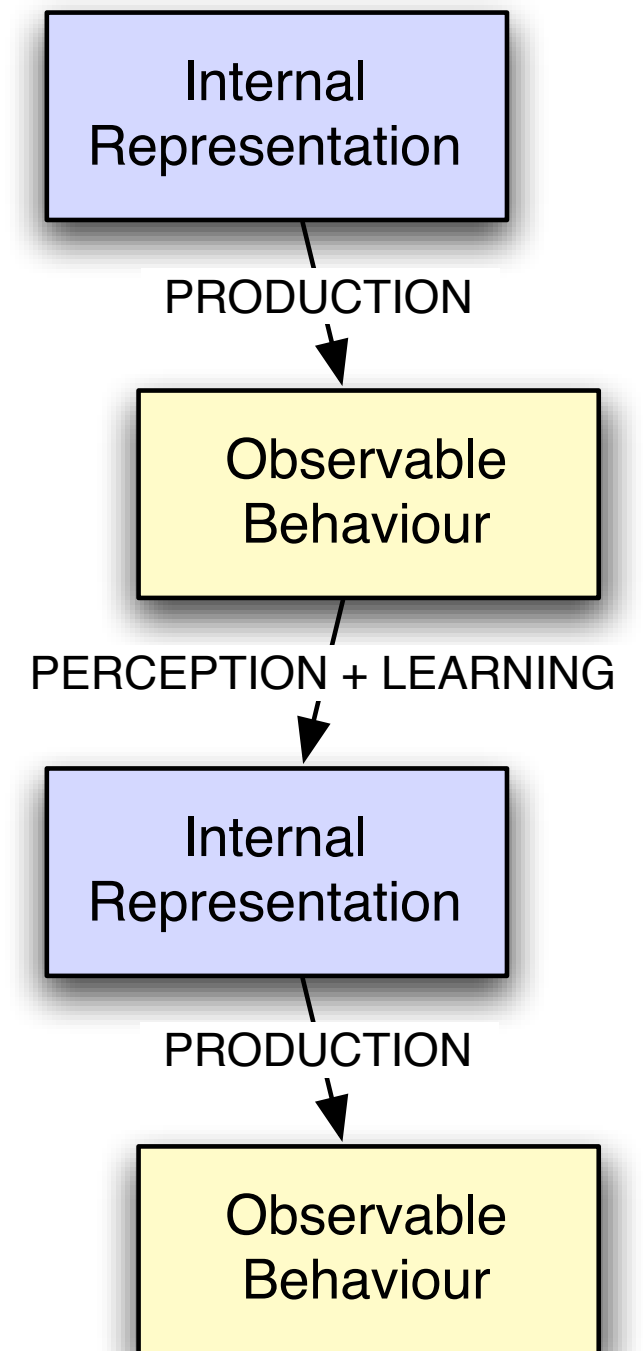 Internal
Representation
PRODUCTION
Observable
Behaviour
PERCEPTION + LEARNING
Internal
Representation
PRODUCTION
Observable
Behaviour